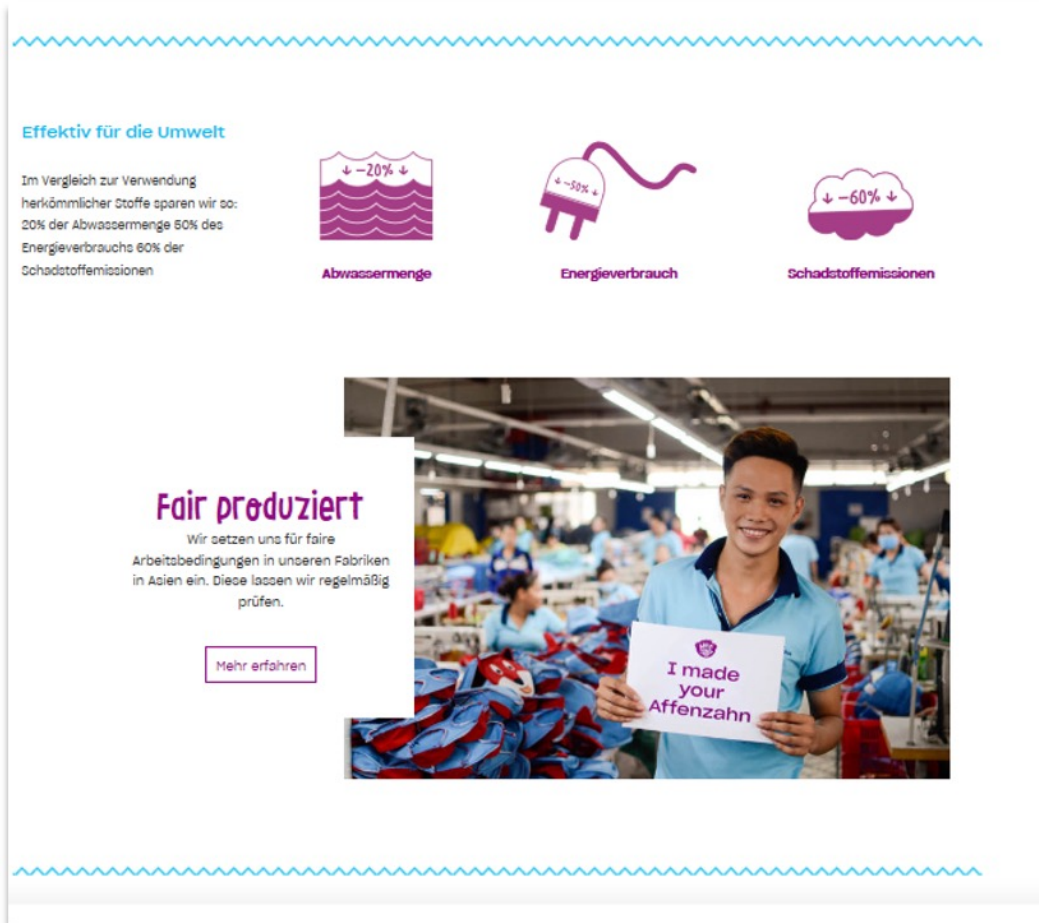 Effektiv für die Umwelt
Im Vergleich zur Verwendung
herkömmlicher Stoffe sparen wir so:
20% der Abwassermenge 50% des
Energieverbrauchs 60% der
Schadstoffemissionen
↓ -20% ↓
Abwassermenge
↓ -50% ↓
Energieverbrauch
↓ -60% ↓
Schadstoffemissionen
Fair produziert
Wir setzen uns für faire
Arbeitsbedingungen in unseren Fabriken
in Asien ein. Diese lassen wir regelmäßig
prüfen.
Mehr erfahren
I made
your
Affenzahn